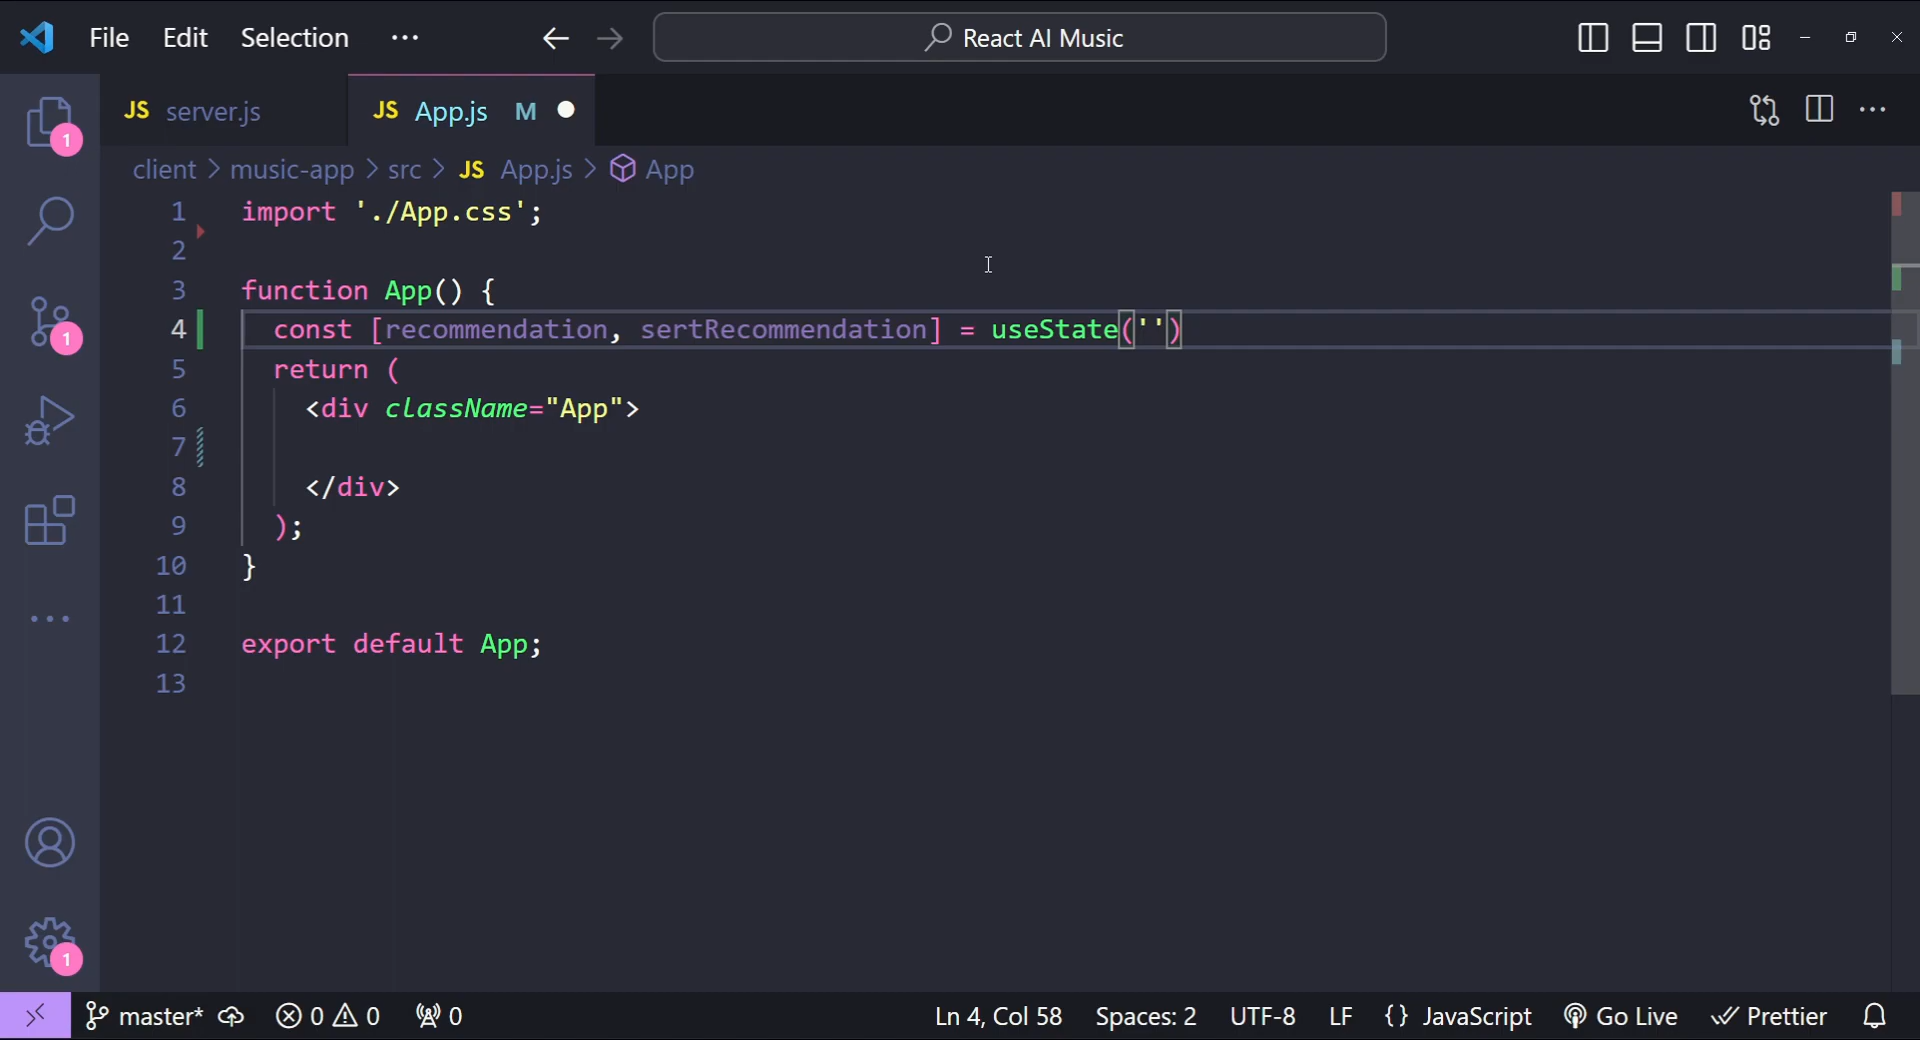 File Edit Selection ··· React AI Music
JS server.js JS App.js M
client > music-app > src > JS App.js > App
1 import './App.css';
2
3 function App() {
4 const [recommendation, sertRecommendation] = useState('')
5 return (
6 <div className="App">
7
8 </div>
9 );
10 }
11
12 export default App;
13
1
1
1
master* 0 0 0 Ln 4, Col 58 Spaces: 2 UTF-8 LF {} JavaScript Go Live Prettier